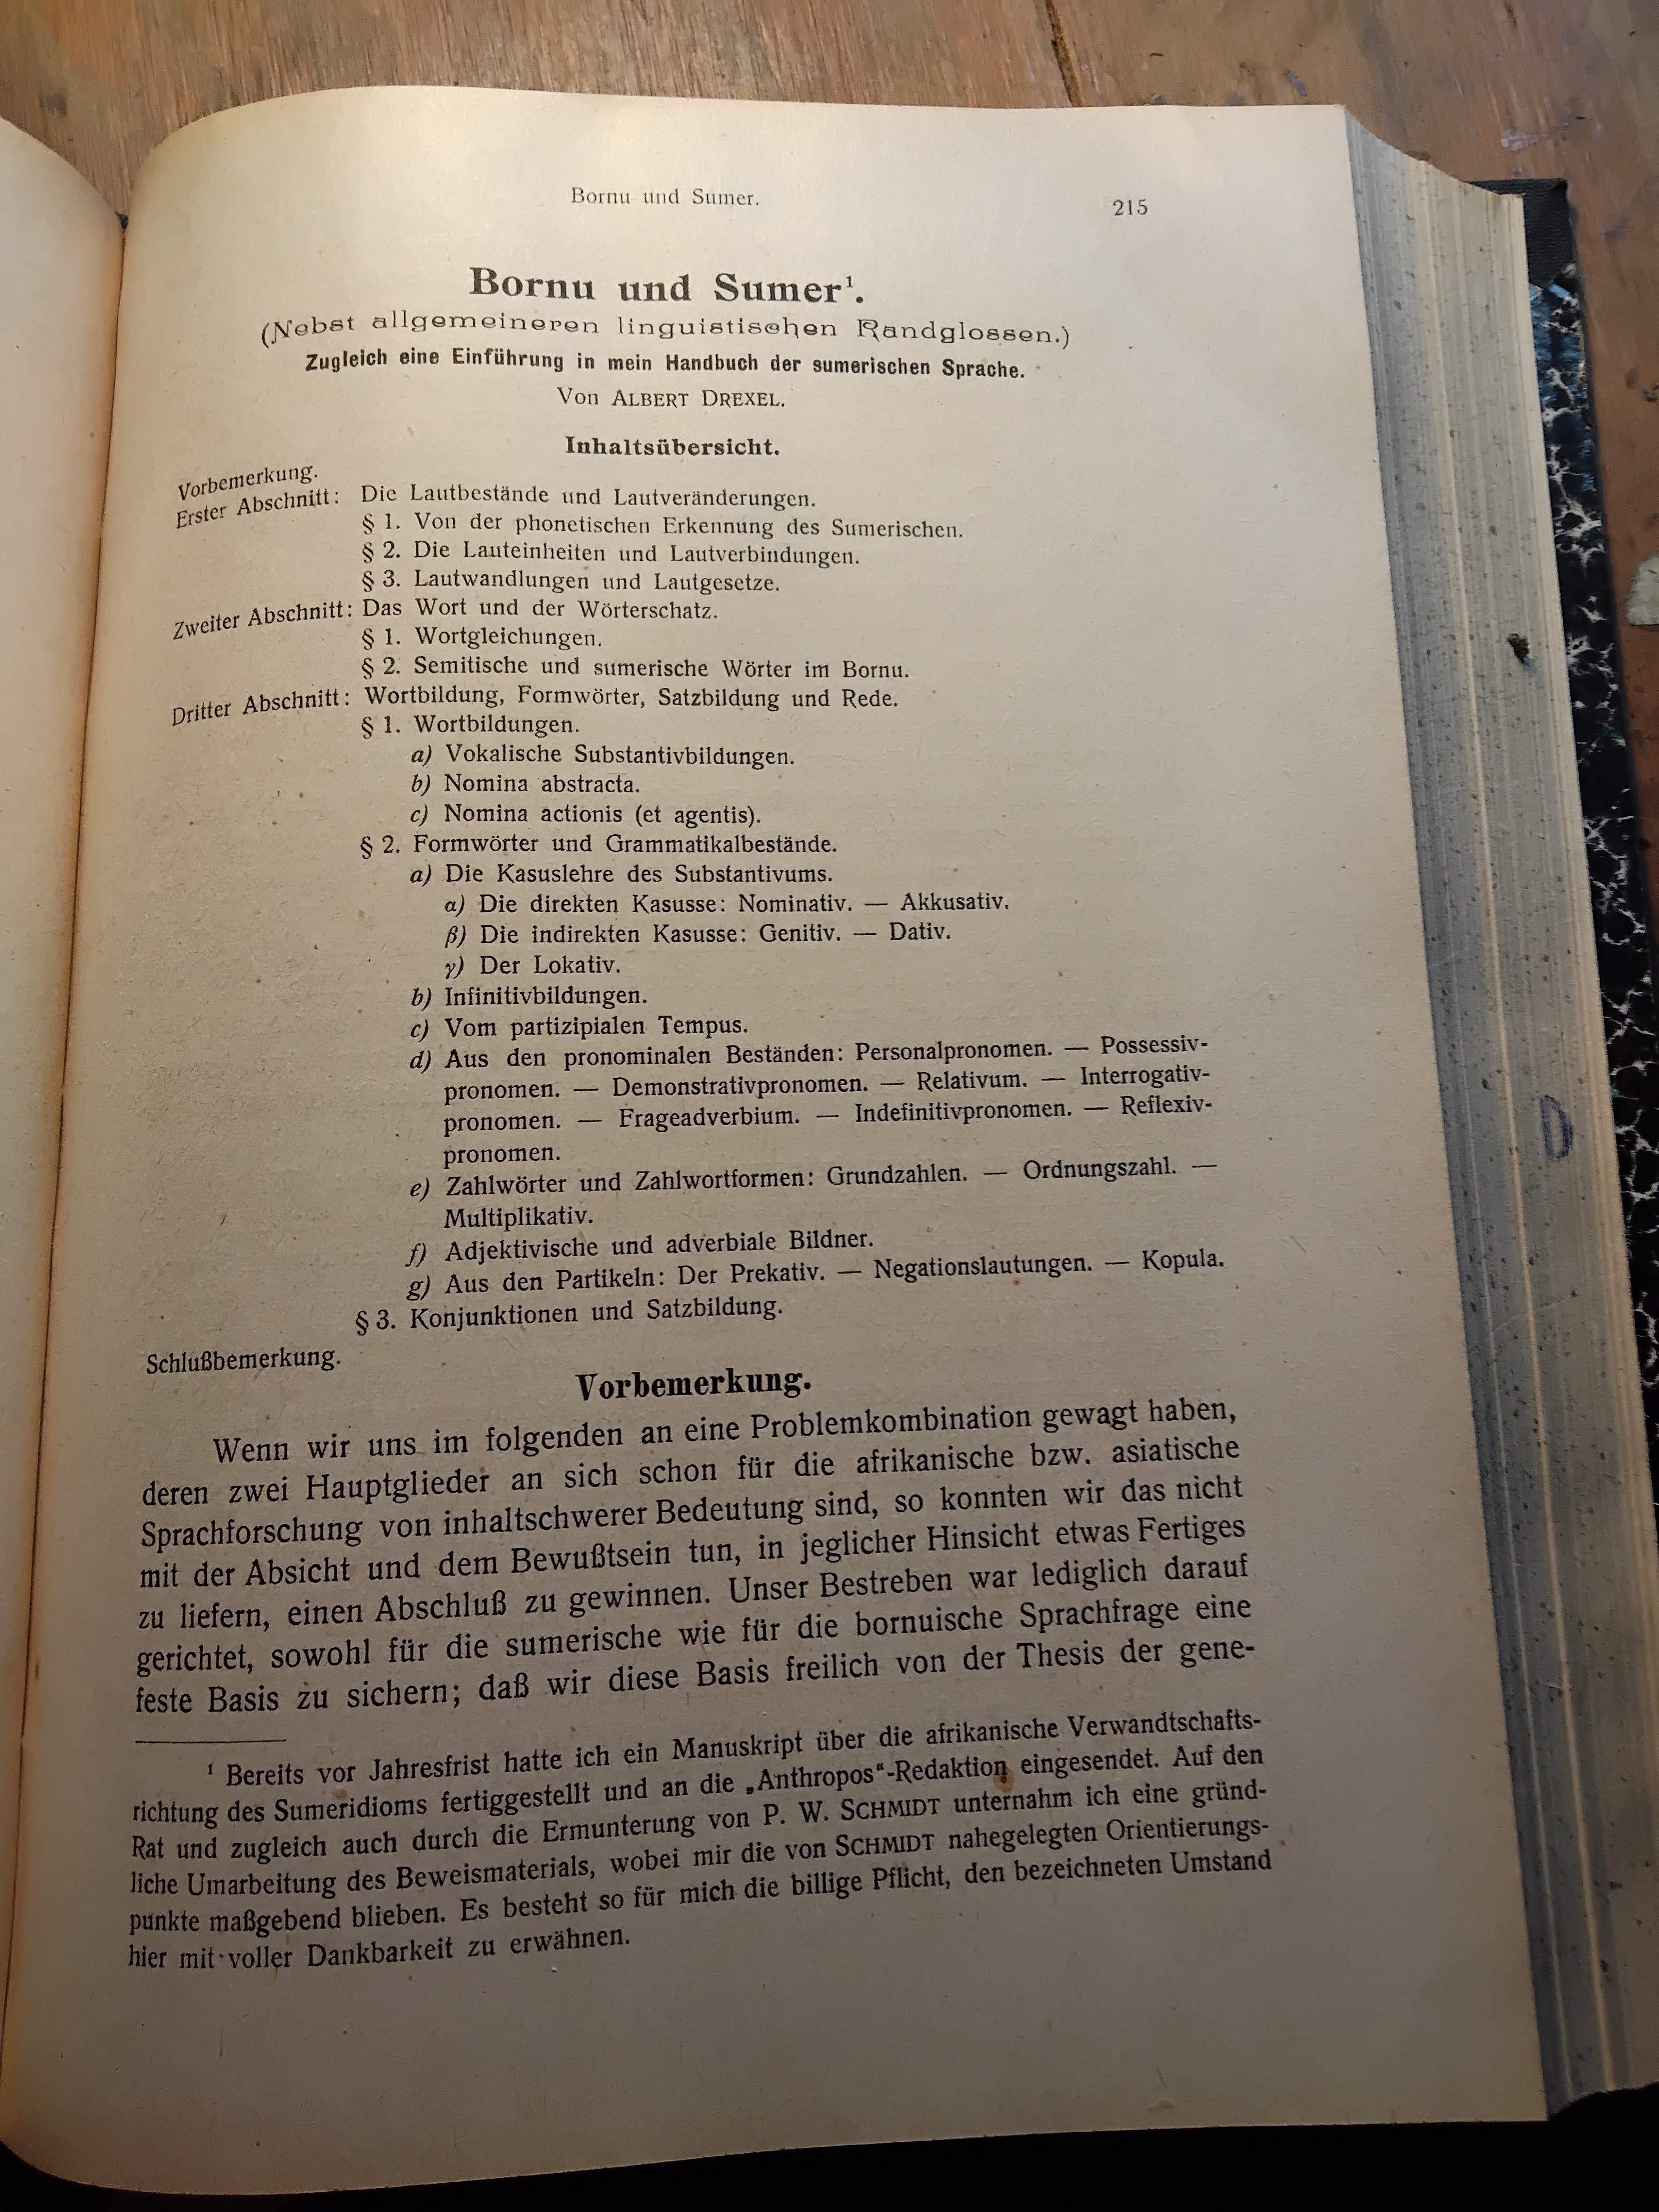 Bornu und Sumer.
215
Bornu und Sumer¹.
(Nebst allgemeineren linguistischen Randglossen.)
Zugleich eine Einführung in mein Handbuch der sumerischen Sprache.
Von ALBERT DREXEL.
Inhaltsübersicht.
Vorbemerkung.
Erster Abschnitt: Die Lautbestände und Lautveränderungen.
§ 1. Von der phonetischen Erkennung des Sumerischen.
§ 2. Die Lauteinheiten und Lautverbindungen.
§ 3. Lautwandlungen und Lautgesetze.
Zweiter Abschnitt: Das Wort und der Wörterschatz.
§ 1. Wortgleichungen.
§ 2. Semitische und sumerische Wörter im Bornu.
Dritter Abschnitt: Wortbildung, Formwörter, Satzbildung und Rede.
§ 1. Wortbildungen.
a) Vokalische Substantivbildungen.
b) Nomina abstracta.
c) Nomina actionis (et agentis).
§ 2. Formwörter und Grammatikalbestände.
a) Die Kasuslehre des Substantivums.
α) Die direkten Kasusse: Nominativ. — Akkusativ.
β) Die indirekten Kasusse: Genitiv. — Dativ.
γ) Der Lokativ.
b) Infinitivbildungen.
c) Vom partizipialen Tempus.
d) Aus den pronominalen Beständen: Personalpronomen. — Possessiv-
pronomen. — Demonstrativpronomen. — Relativum. — Interrogativ-
pronomen. — Frageadverbium. — Indefinitivpronomen. — Reflexiv-
pronomen.
e) Zahlwörter und Zahlwortformen: Grundzahlen. — Ordnungszahl. —
Multiplikativ.
f) Adjektivische und adverbiale Bildner.
g) Aus den Partikeln: Der Prekativ. — Negationslautungen. — Kopula.
§ 3. Konjunktionen und Satzbildung.
Schlußbemerkung.
Vorbemerkung.
Wenn wir uns im folgenden an eine Problemkombination gewagt haben,
deren zwei Hauptglieder an sich schon für die afrikanische bzw. asiatische
Sprachforschung von inhaltschwerer Bedeutung sind, so konnten wir das nicht
mit der Absicht und dem Bewußtsein tun, in jeglicher Hinsicht etwas Fertiges
zu liefern, einen Abschluß zu gewinnen. Unser Bestreben war lediglich darauf
gerichtet, sowohl für die sumerische wie für die bornuische Sprachfrage eine
feste Basis zu sichern; daß wir diese Basis freilich von der Thesis der gene-
¹ Bereits vor Jahresfrist hatte ich ein Manuskript über die afrikanische Verwandtschafts-
richtung des Sumeridioms fertiggestellt und an die „Anthropos“-Redaktion eingesendet. Auf den
Rat und zugleich auch durch die Ermunterung von P. W. SCHMIDT unternahm ich eine gründ-
liche Umarbeitung des Beweismaterials, wobei mir die von SCHMIDT nahegelegten Orientierungs-
punkte maßgebend blieben. Es besteht so für mich die billige Pflicht, den bezeichneten Umstand
hier mit voller Dankbarkeit zu erwähnen.
D